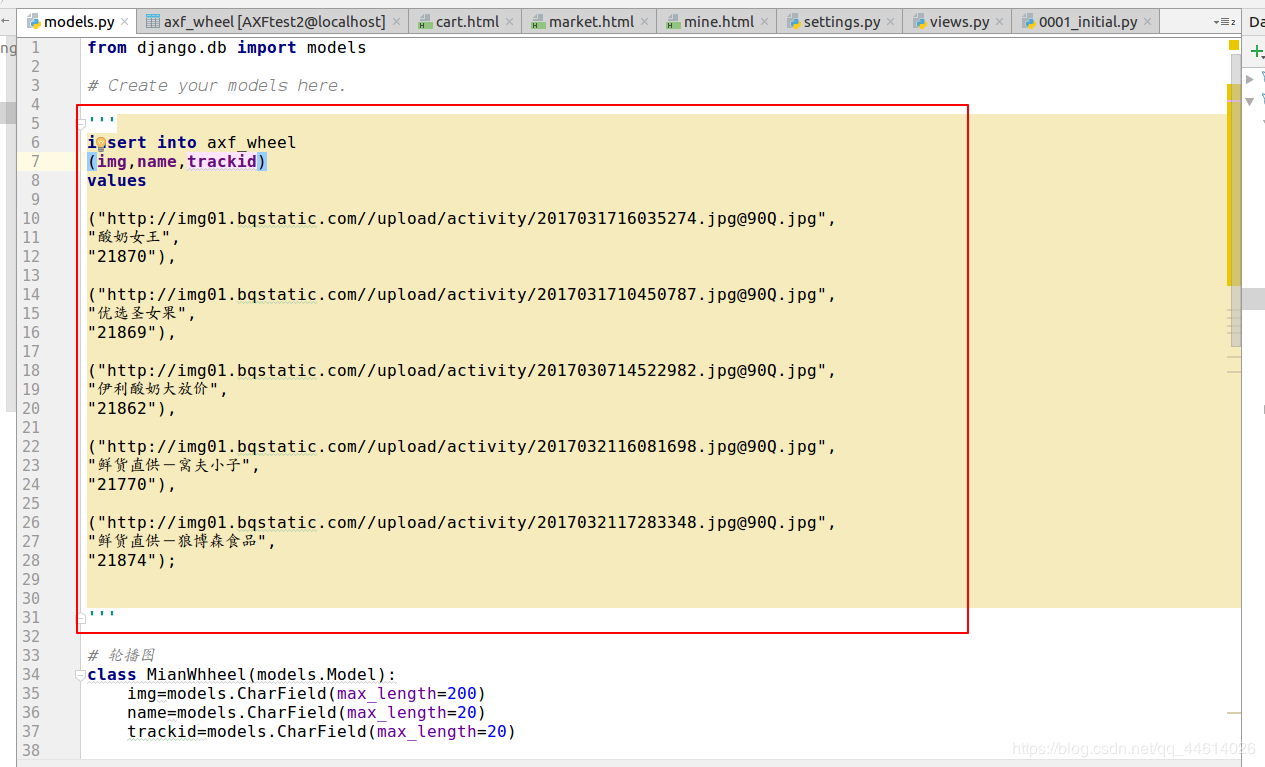 models.py
axf_wheel [AXFtest2@localhost]
cart.html
market.html
mine.html
settings.py
views.py
0001_initial.py
Da
ng
1 from django.db import models
2
3 # Create your models here.
4
5 '''
6 insert into axf_wheel
7 (img,name,trackid)
8 values
9
10 ("http://img01.bqstatic.com//upload/activity/2017031716035274.jpg@90Q.jpg",
11 "酸奶女王",
12 "21870"),
13
14 ("http://img01.bqstatic.com//upload/activity/2017031710450787.jpg@90Q.jpg",
15 "优选圣女果",
16 "21869"),
17
18 ("http://img01.bqstatic.com//upload/activity/2017030714522982.jpg@90Q.jpg",
19 "伊利酸奶大放价",
20 "21862"),
21
22 ("http://img01.bqstatic.com//upload/activity/2017032116081698.jpg@90Q.jpg",
23 "鲜货直供－窝夫小子",
24 "21770"),
25
26 ("http://img01.bqstatic.com//upload/activity/2017032117283348.jpg@90Q.jpg",
27 "鲜货直供－狼博森食品",
28 "21874");
29
30
31 '''
32
33 # 轮播图
34 class MianWhheel(models.Model):
35 img=models.CharField(max_length=200)
36 name=models.CharField(max_length=20)
37 trackid=models.CharField(max_length=20)
38
https://blog.csdn.net/qq_44614026